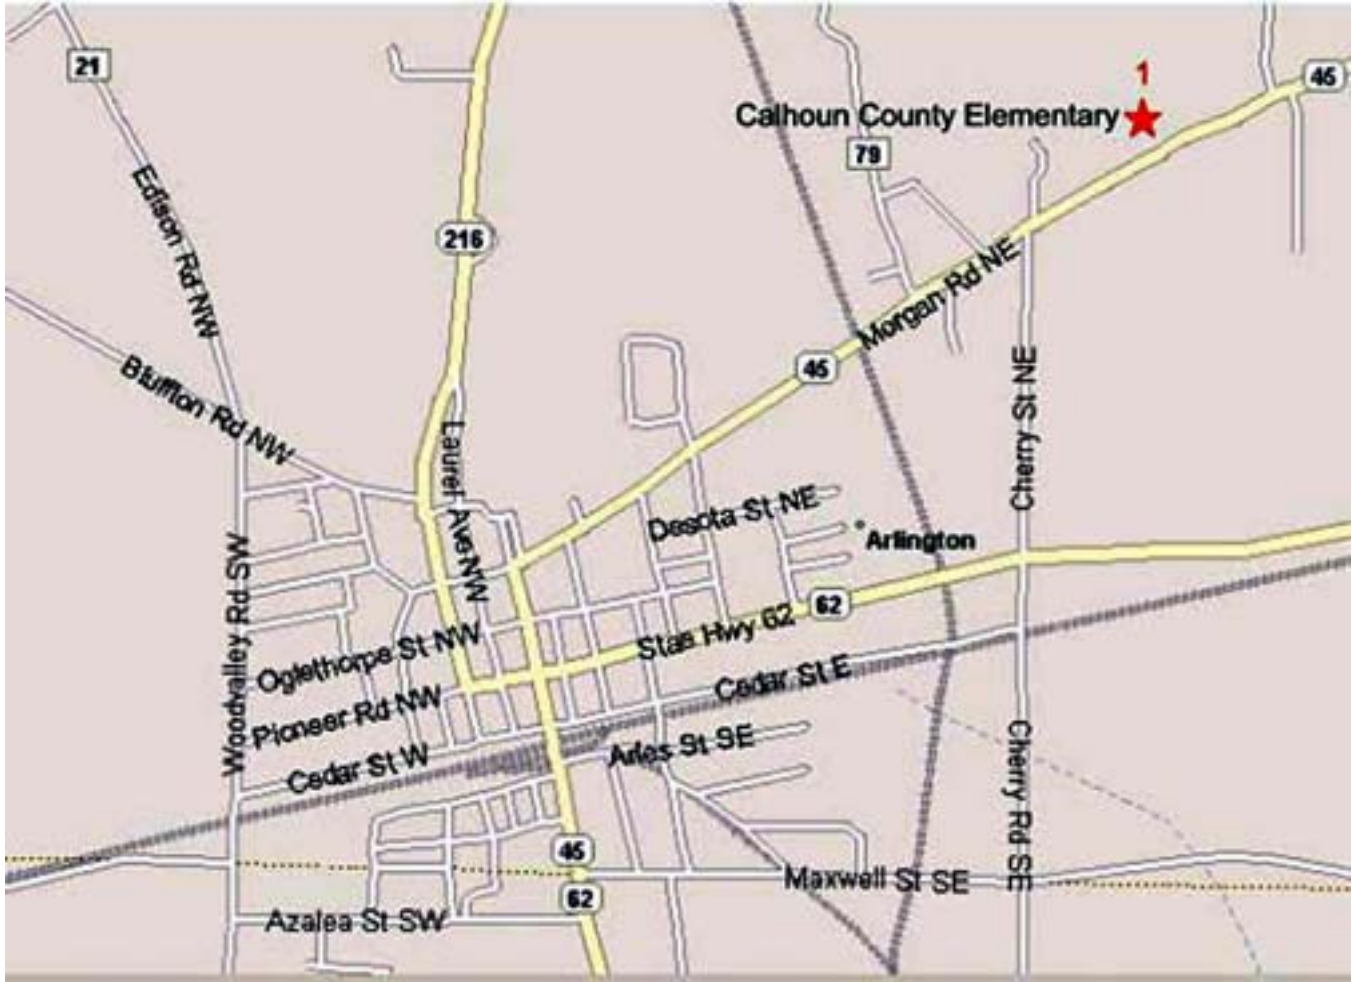 21
45
1
Calhoun County Elementary
79
Edison Rd NW
216
Morgan Rd NE
45
Bluffton Rd NW
Laurel Ave NW
Cherry St NE
Desota St NE
Arlington
Woodvalley Rd SW
62
Stae Hwy 62
Oglethorpe St NW
Cedar St E
Pioneer Rd NW
Arles St SE
Cedar St W
Cherry Rd SE
45
Maxwell St SE
62
Azalea St SW